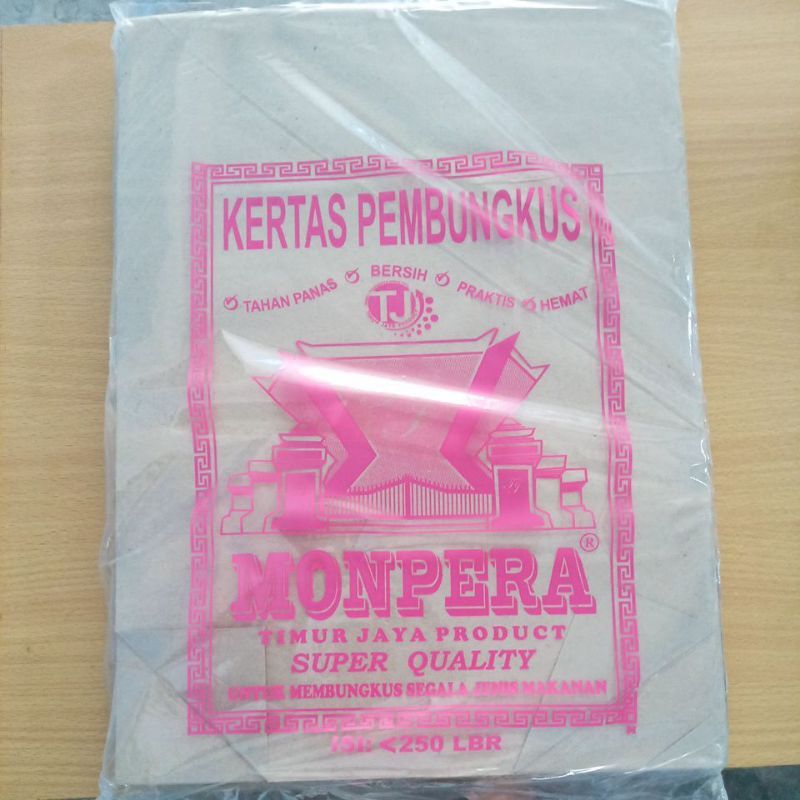 KERTAS PEMBUNGKUS
TAHAN PANAS BERSIH PRAKTIS HEMAT
TJ
MONPERA®
TIMUR JAYA PRODUCT
SUPER QUALITY
UNTUK MEMBUNGKUS SEGALA JENIS MAKANAN
ISI: <250 LBR